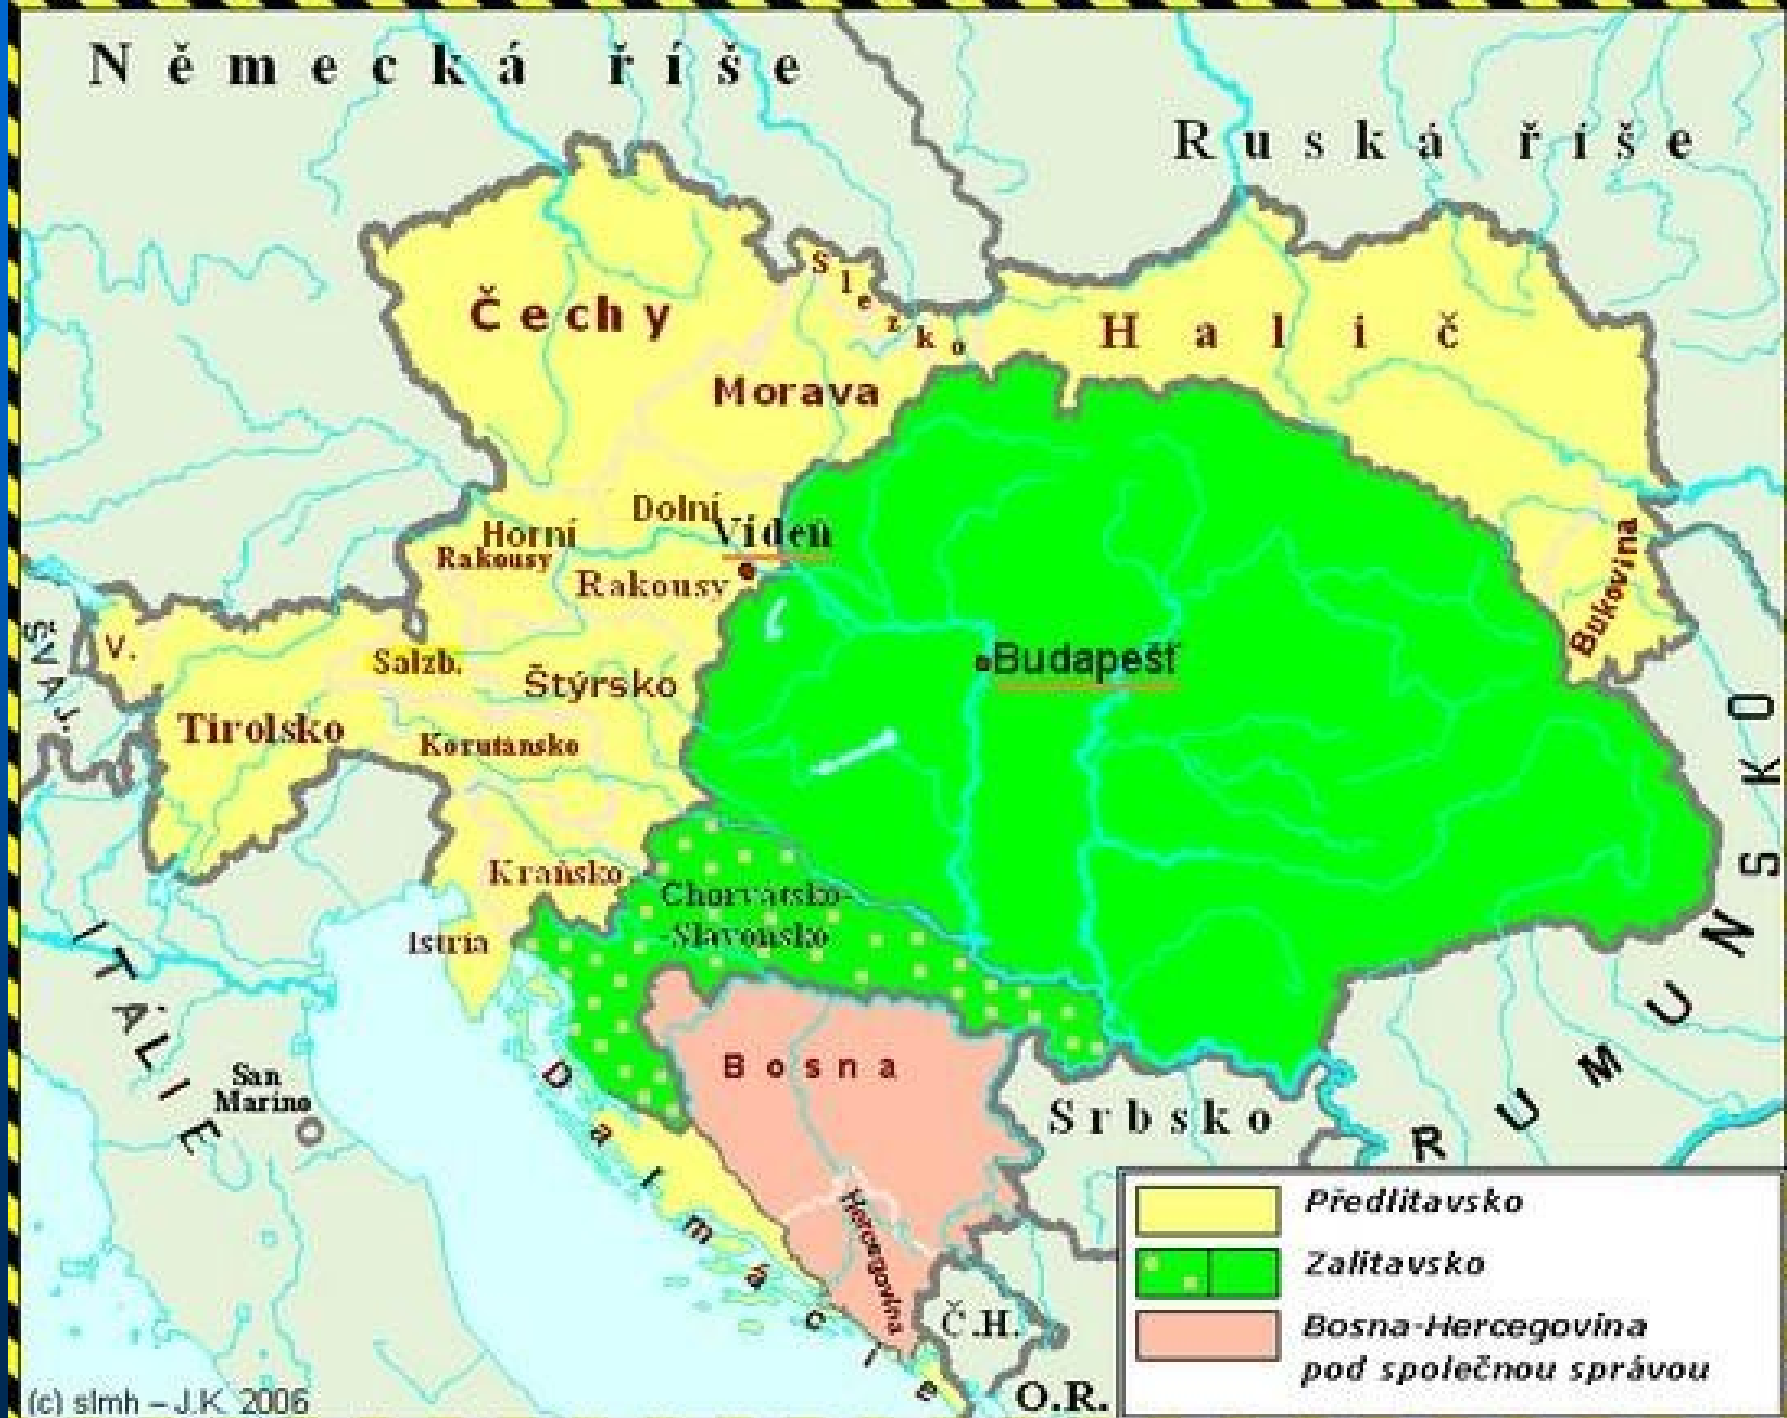 Německá říše
Ruská říše
Čechy
Slezko
Halič
Morava
Horní
Rakousy
Dolní
Rakousy
Vídeň
Bukovina
ŠVAJ.
V.
Salzb.
Štýrsko
Budapešť
Tirolsko
Korutansko
Kraňsko
Chorvatsko-
-Slavonsko
Istria
ITÁLIE
San
Marino
Dalmácie
Bosna
Hercegovina
Srbsko
RUMUNSKO
Č.H.
O.R.
Předlitavsko
Zalitavsko
Bosna-Hercegovina
pod společnou správou
(c) slmh – J.K. 2006